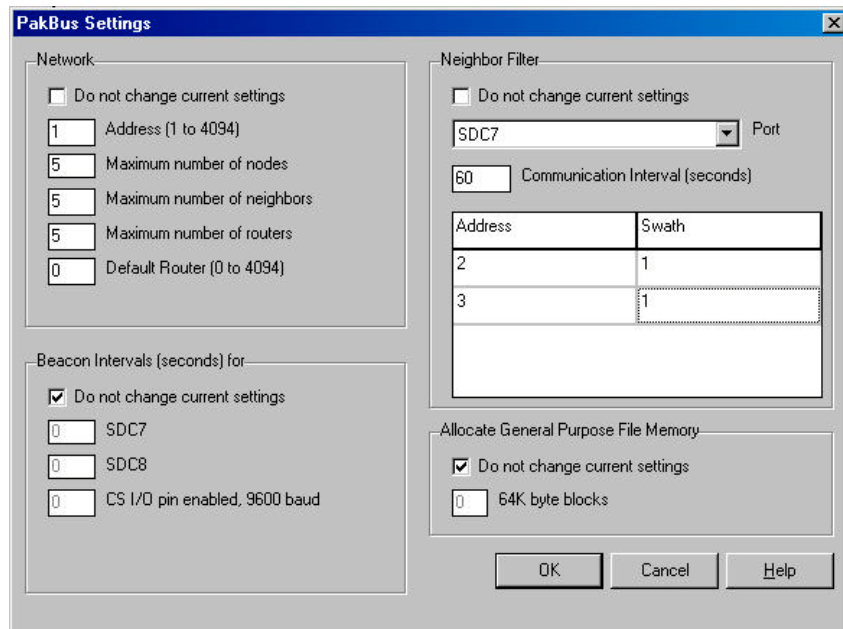 PakBus Settings
Network
Do not change current settings
1 Address (1 to 4094)
5 Maximum number of nodes
5 Maximum number of neighbors
5 Maximum number of routers
0 Default Router (0 to 4094)
Beacon Intervals (seconds) for
Do not change current settings
0 SDC7
0 SDC8
0 CS I/O pin enabled, 9600 baud
Neighbor Filter
Do not change current settings
SDC7 Port
60 Communication Interval (seconds)
Address Swath
2 1
3 1
Allocate General Purpose File Memory
Do not change current settings
0 64K byte blocks
OK Cancel Help